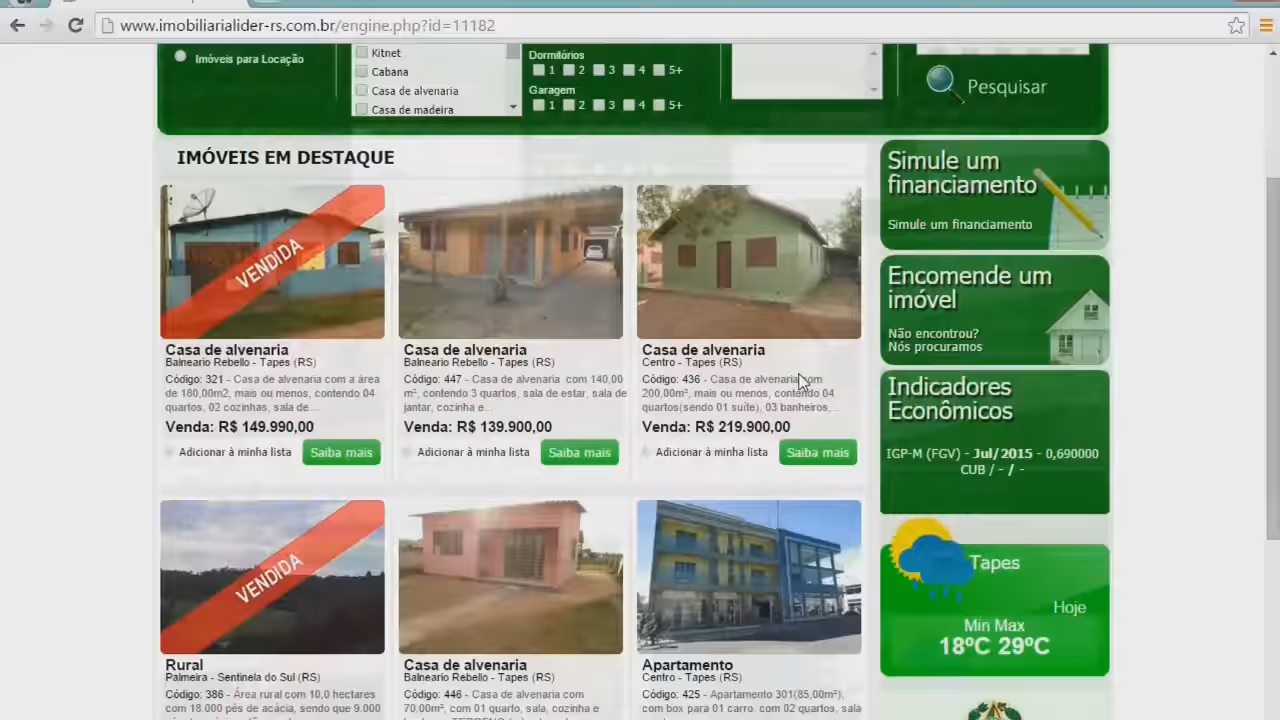 www.imobiliarialider-rs.com.br/engine.php?id=11182
Imóveis para Locação
Kitnet
Cabana
Casa de alvenaria
Casa de madeira
Dormitórios
1 2 3 4 5+
Garagem
1 2 3 4 5+
Pesquisar
IMÓVEIS EM DESTAQUE
VENDIDA
Casa de alvenaria
Balneario Rebello - Tapes (RS)
Código: 321 - Casa de alvenaria com a área
de 180,00m2, mais ou menos, contendo 04
quartos, 02 cozinhas, sala de...
Venda: R$ 149.990,00
Adicionar à minha lista Saiba mais
Casa de alvenaria
Balneario Rebello - Tapes (RS)
Código: 447 - Casa de alvenaria com 140,00
m², contendo 3 quartos, sala de estar, sala de
jantar, cozinha e...
Venda: R$ 139.900,00
Adicionar à minha lista Saiba mais
Casa de alvenaria
Centro - Tapes (RS)
Código: 436 - Casa de alvenaria com
200,00m², mais ou menos, contendo 04
quartos(sendo 01 suíte), 03 banheiros, ...
Venda: R$ 219.900,00
Adicionar à minha lista Saiba mais
VENDIDA
Rural
Palmeira - Sentinela do Sul (RS)
Código: 386 - Área rural com 10,0 hectares
com 18.000 pés de acácia, sendo que 9.000
Casa de alvenaria
Balneario Rebello - Tapes (RS)
Código: 446 - Casa de alvenaria com
70,00m², com 01 quarto, sala, cozinha e
Apartamento
Centro - Tapes (RS)
Código: 425 - Apartamento 301(85,00m²),
com box para 01 carro, com 02 quartos, sala
Simule um
financiamento
Simule um financiamento
Encomende um
imóvel
Não encontrou?
Nós procuramos
Indicadores
Econômicos
IGP-M (FGV) - Jul/2015 - 0,690000
CUB / - / -
Tapes
Hoje
Min Max
18ºC 29ºC